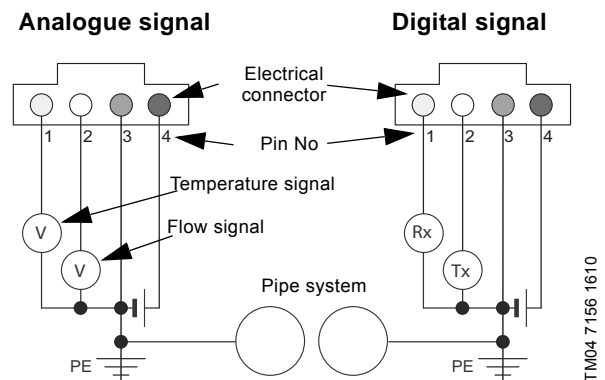 Analogue signal
Digital signal
Electrical
connector
1 2 3 4
Pin No
1 2 3 4
Temperature signal
V
Rx
Flow signal
V
Tx
Pipe system
PE
PE
TM04 7156 1610